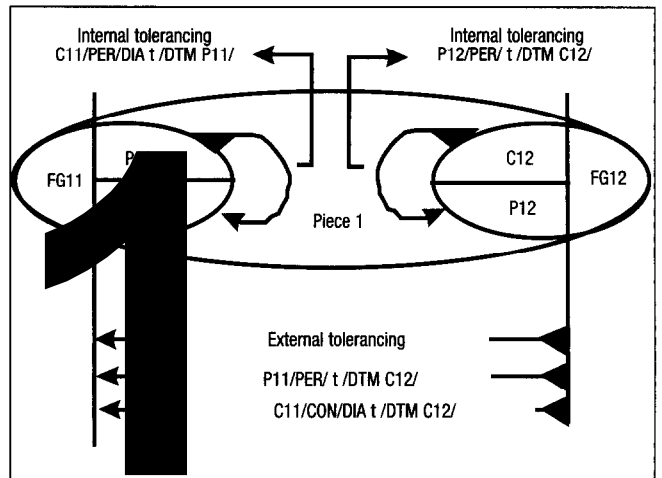 Internal tolerancing Internal tolerancing
C11/PER/DIA t /DTM P11/ P12/PER/ t /DTM C12/
C12
FG11 FG12
P12
Piece 1
1
External tolerancing
P11/PER/ t /DTM C12/
C11/CON/DIA t /DTM C12/